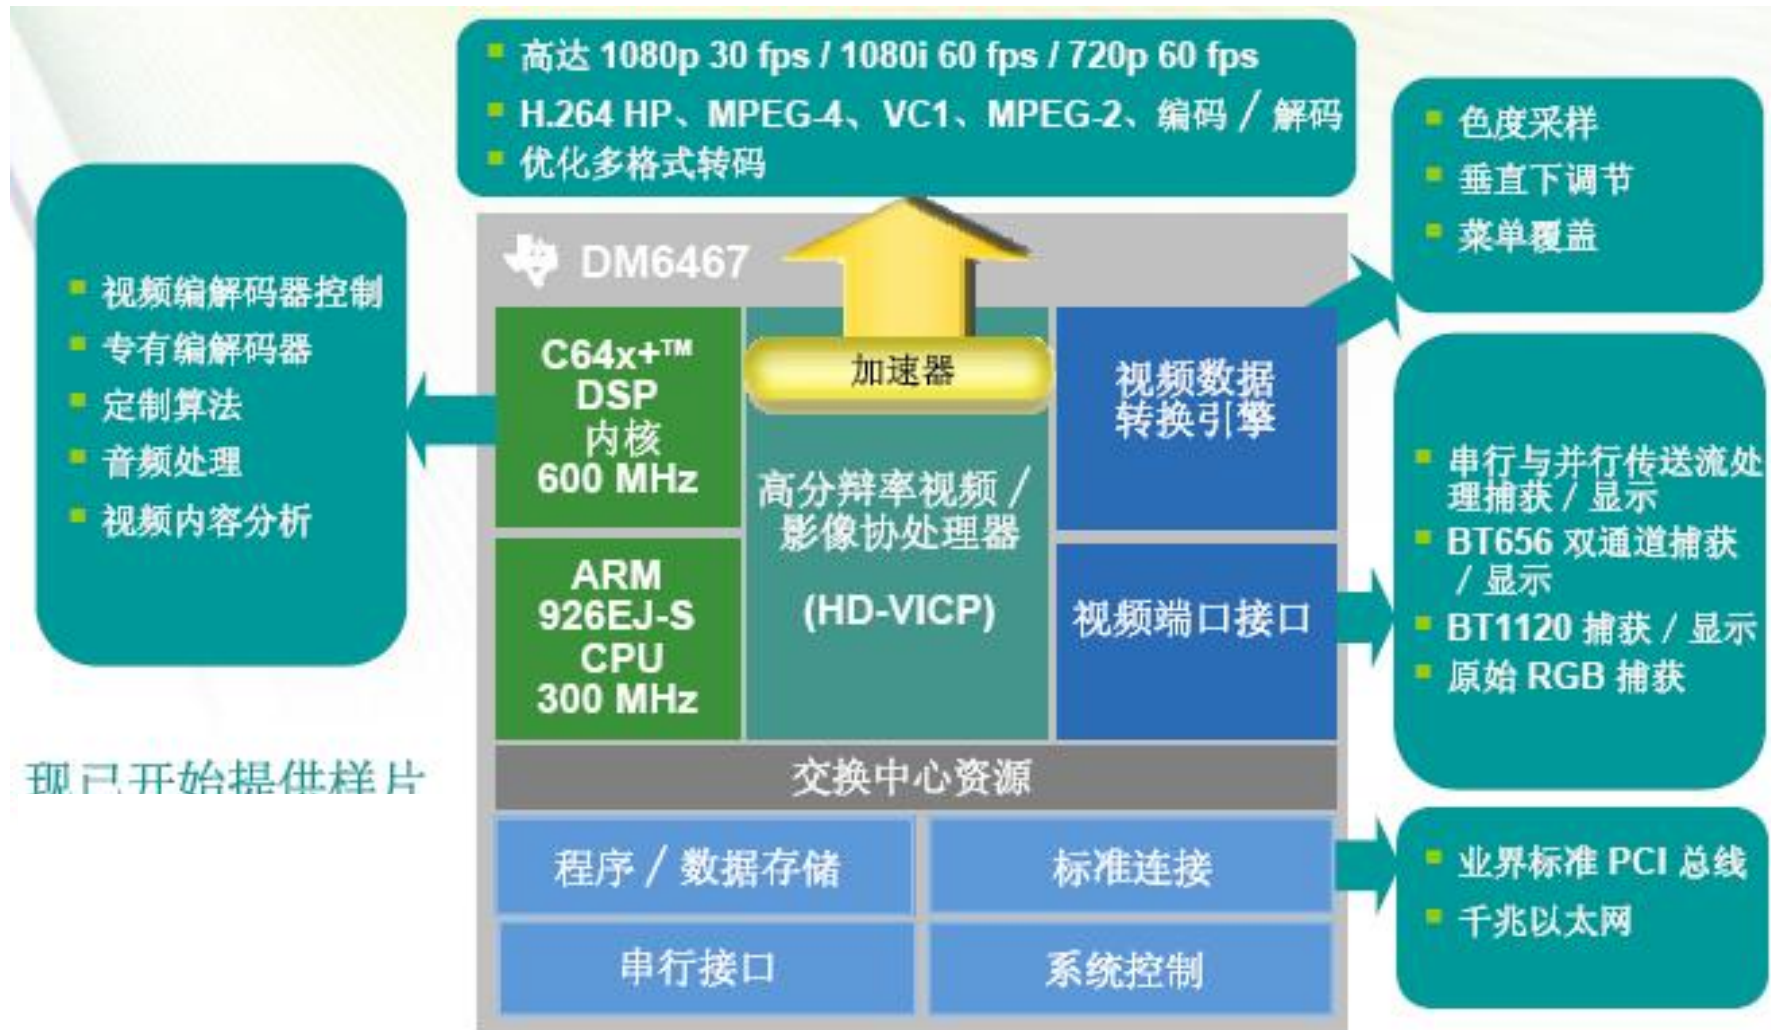 高达 1080p 30 fps / 1080i 60 fps / 720p 60 fps
H.264 HP、MPEG-4、VC1、MPEG-2、编码 / 解码
优化多格式转码
色度采样
垂直下调节
菜单覆盖
视频编解码器控制
专有编解码器
定制算法
音频处理
视频内容分析
DM6467
C64x+™
DSP
内核
600 MHz
加速器
高分辩率视频 /
影像协处理器
(HD-VICP)
视频数据
转换引擎
ARM
926EJ-S
CPU
300 MHz
视频端口接口
串行与并行传送流处
理捕获 / 显示
BT656 双通道捕获
/ 显示
BT1120 捕获 / 显示
原始 RGB 捕获
现已开始提供样片
交换中心资源
程序 / 数据存储
标准连接
串行接口
系统控制
业界标准 PCI 总线
千兆以太网